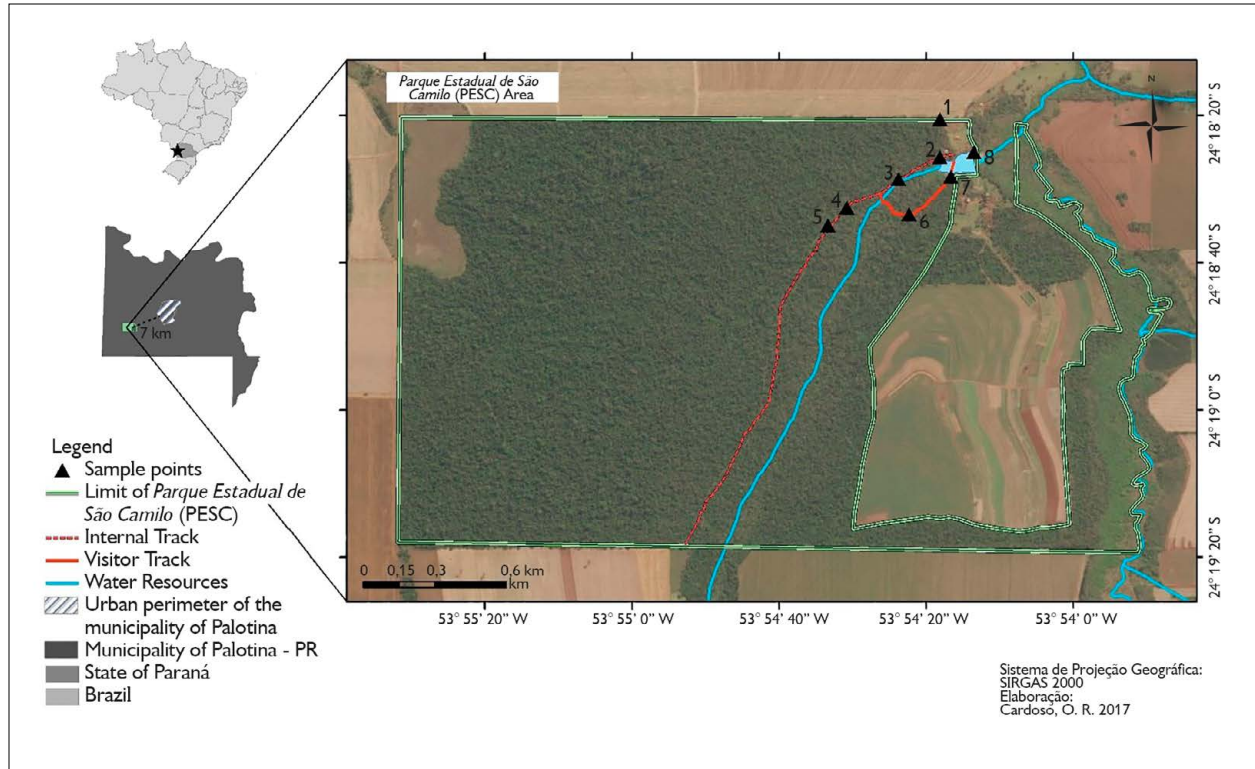 Parque Estadual de São
Camilo (PESC) Area
N
1
2
3
4
5
6
7
8
24° 18' 20" S
24° 18' 40" S
24° 19' 0" S
24° 19' 20" S
7 km
Legend
Sample points
Limit of Parque Estadual de
São Camilo (PESC)
Internal Track
Visitor Track
Water Resources
Urban perimeter of the
municipality of Palotina
Municipality of Palotina - PR
State of Paraná
Brazil
0 0,15 0,3 0,6 km
km
53° 55' 20" W 53° 55' 0" W 53° 54' 40" W 53° 54' 20" W 53° 54' 0" W
Sistema de Projeção Geográfica:
SIRGAS 2000
Elaboração:
Cardoso, O. R. 2017